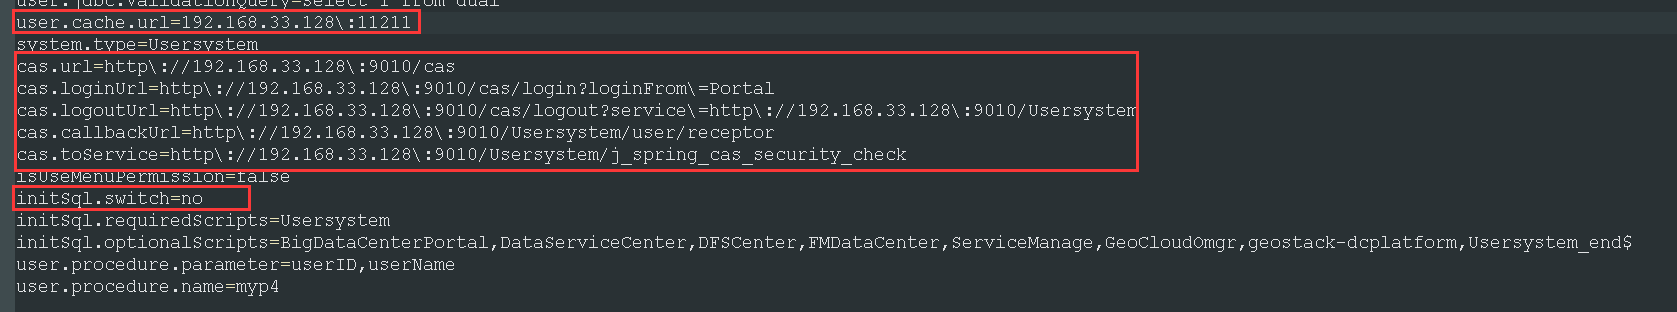 user.jdbc.validationQuery=select 1 from dual
user.cache.url=192.168.33.128\:11211
system.type=Usersystem
cas.url=http\://192.168.33.128\:9010/cas
cas.loginUrl=http\://192.168.33.128\:9010/cas/login?loginFrom\=Portal
cas.logoutUrl=http\://192.168.33.128\:9010/cas/logout?service\=http\://192.168.33.128\:9010/Usersystem
cas.callbackUrl=http\://192.168.33.128\:9010/Usersystem/user/receptor
cas.toService=http\://192.168.33.128\:9010/Usersystem/j_spring_cas_security_check
isUseMenuPermission=false
initSql.switch=no
initSql.requiredScripts=Usersystem
initSql.optionalScripts=BigDataCenterPortal,DataServiceCenter,DFSCenter,FMDataCenter,ServiceManage,GeoCloudOmgr,geostack-dcplatform,Usersystem_end$
user.procedure.parameter=userID,userName
user.procedure.name=myp4